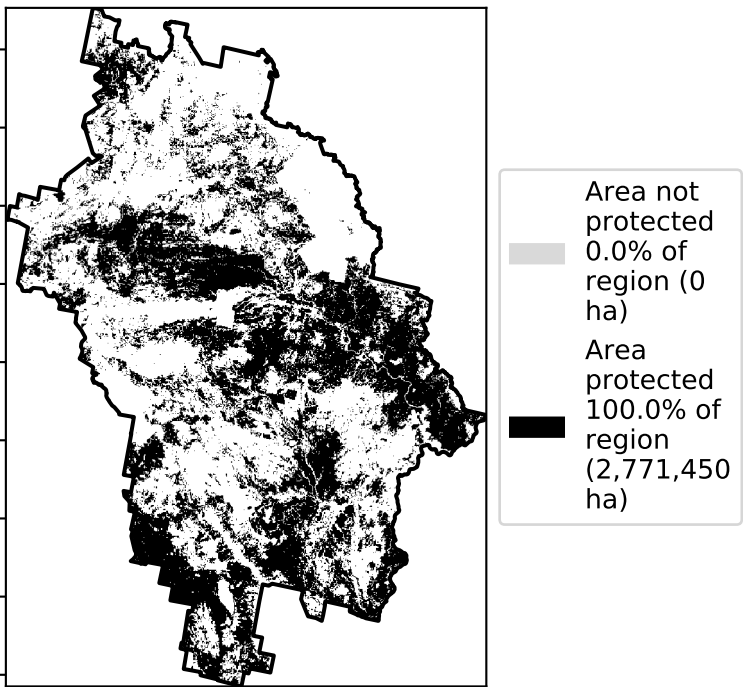 Area not
protected
0.0% of
region (0
ha)
Area
protected
100.0% of
region
(2,771,450
ha)